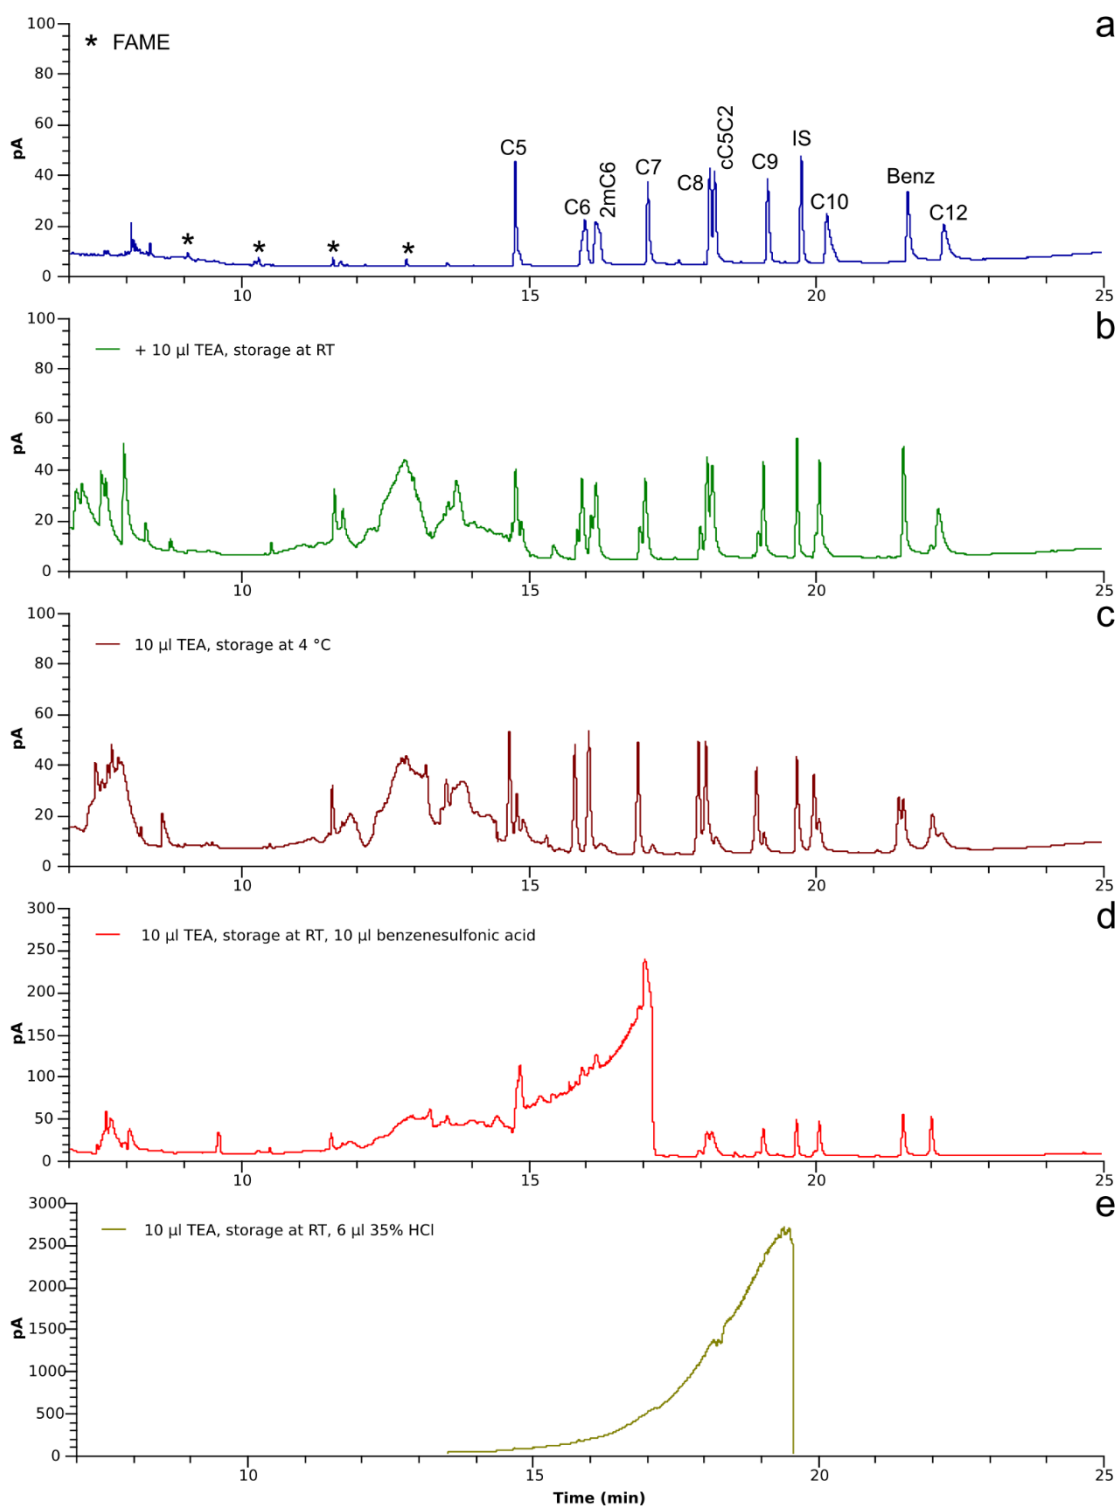 a
100
80
60
40
20
0
pA
* FAME
*
*
*
*
C5
C6
2mC6
C7
C8
cC5C2
C9
IS
C10
Benz
C12
10
15
20
25
b
100
80
60
40
20
0
pA
+ 10 µl TEA, storage at RT
10
15
20
25
c
100
80
60
40
20
0
pA
10 µl TEA, storage at 4 °C
10
15
20
25
d
300
250
200
150
100
50
0
pA
10 µl TEA, storage at RT, 10 µl benzenesulfonic acid
10
15
20
25
e
3000
2500
2000
1500
1000
500
0
pA
10 µl TEA, storage at RT, 6 µl 35% HCl
10
15
20
25
Time (min)